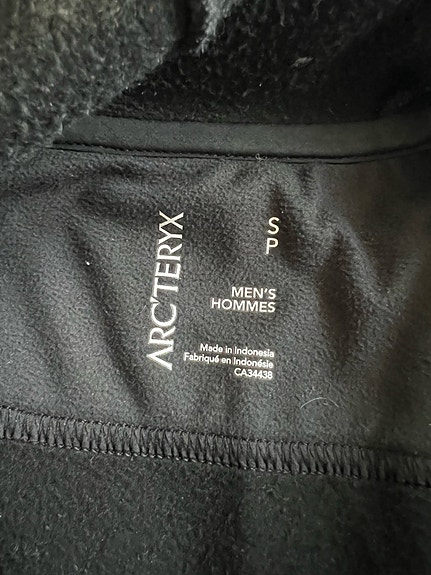 ARC'TERYX
S
P
MEN'S
HOMMES
Made in Indonesia
Fabriqué en Indonésie
CA34438